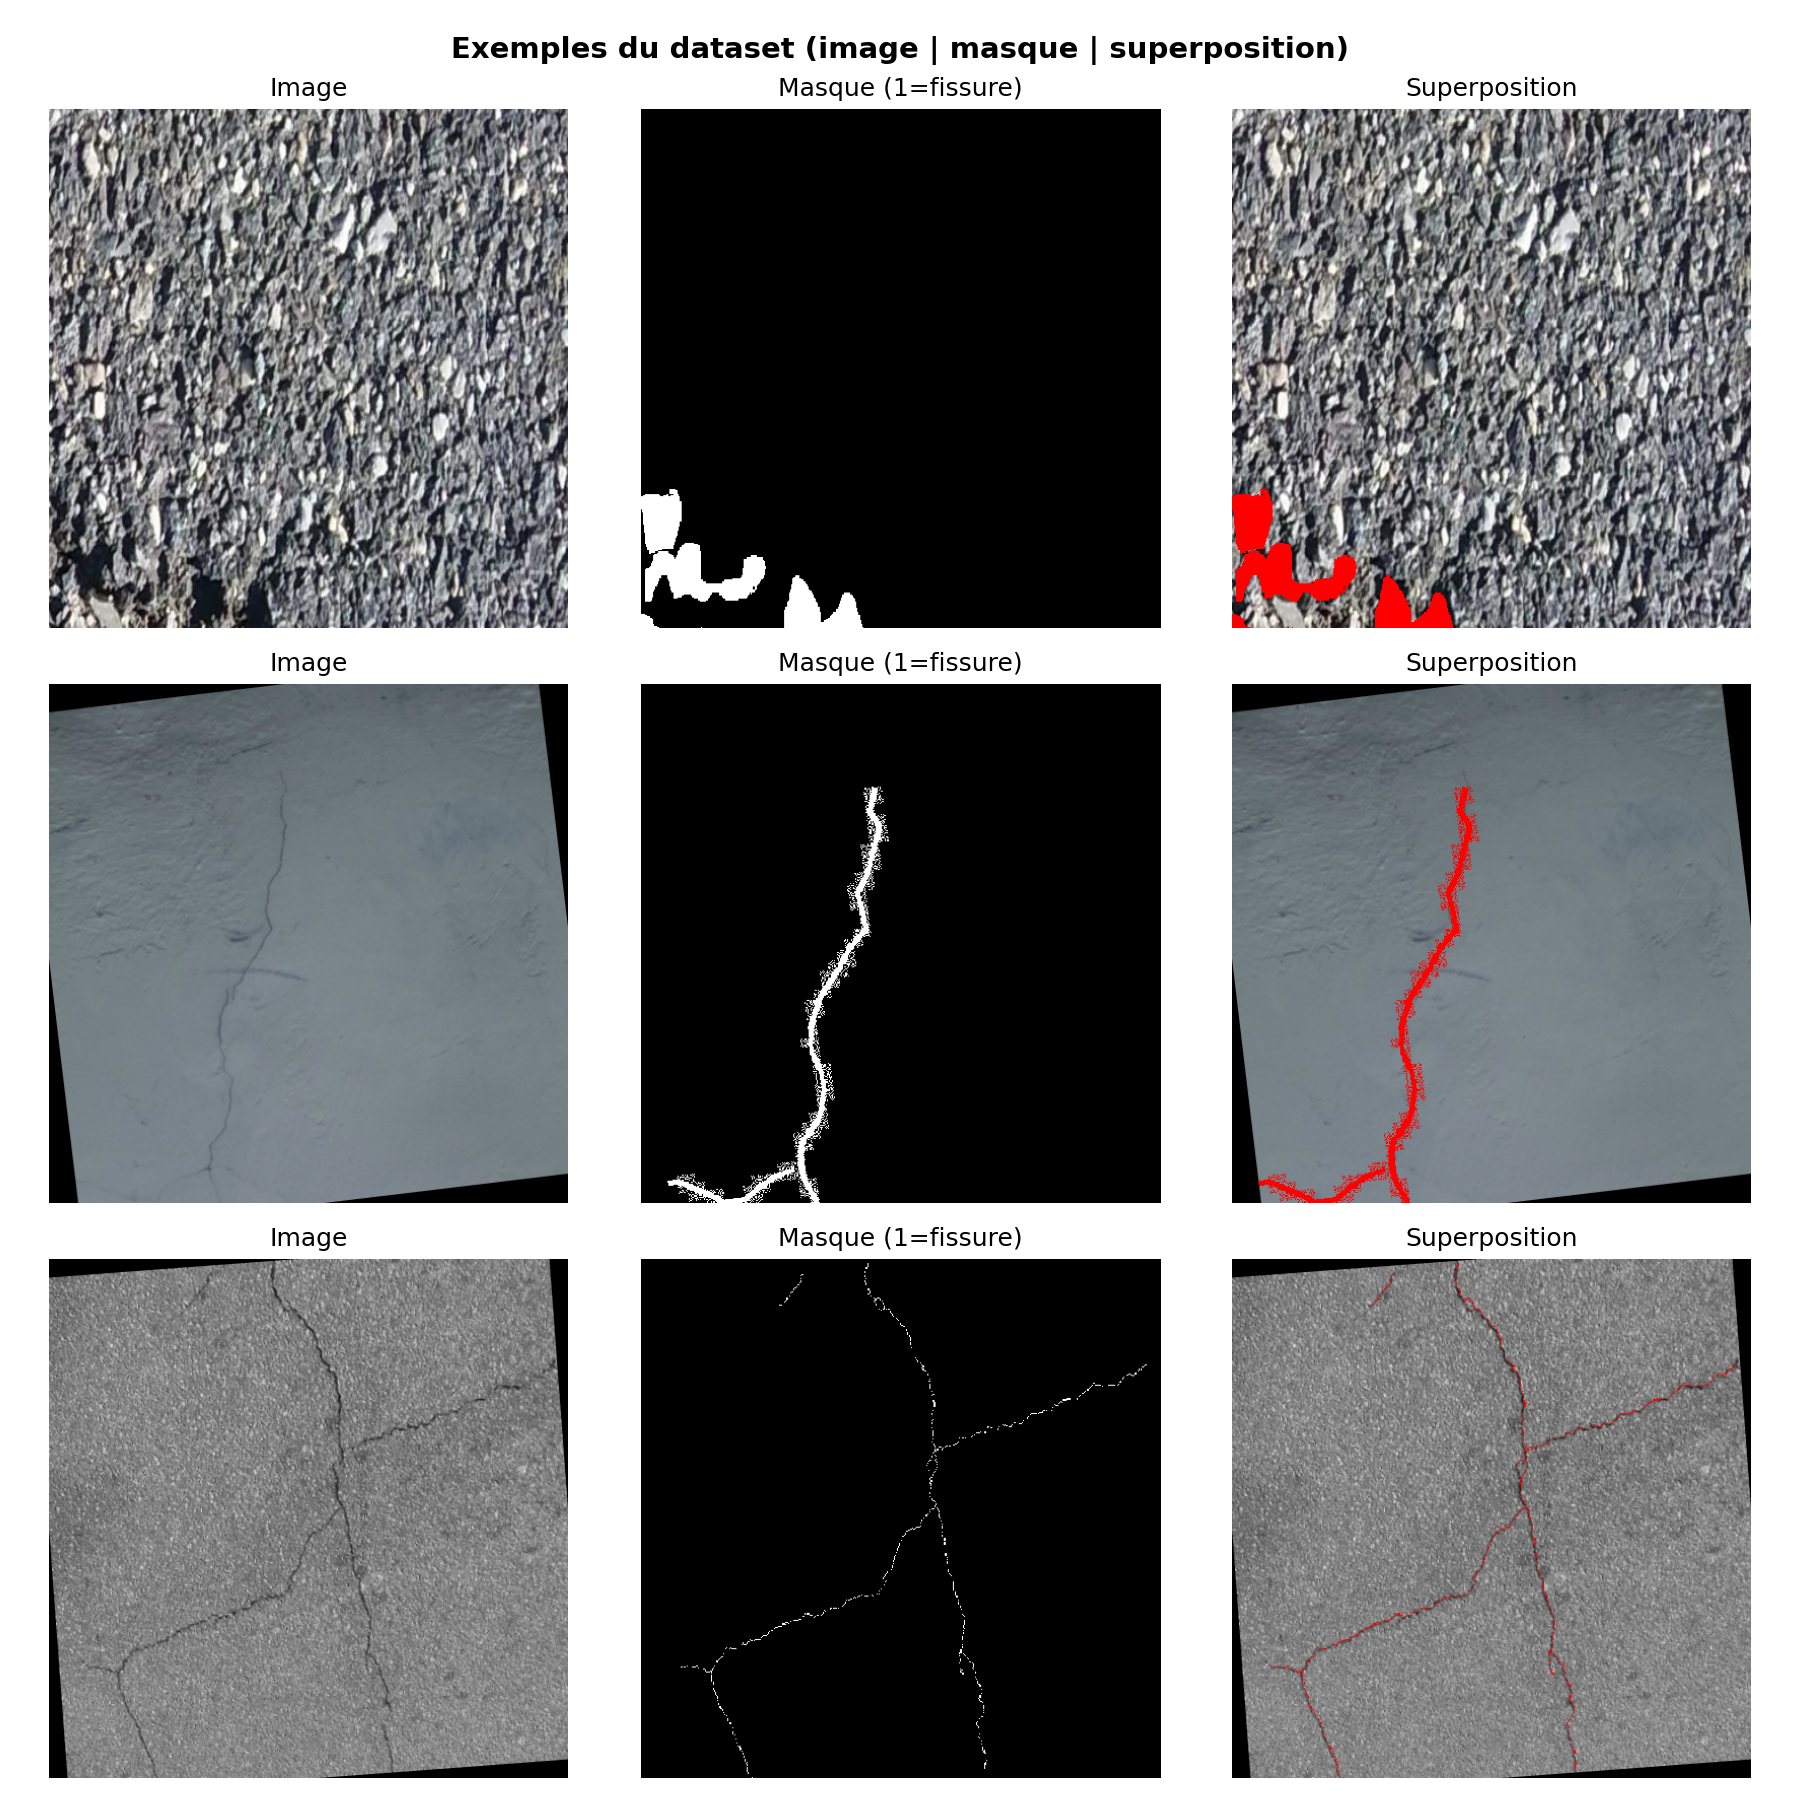 Exemples du dataset (image | masque | superposition)
Image
Masque (1=fissure)
Superposition
Image
Masque (1=fissure)
Superposition
Image
Masque (1=fissure)
Superposition